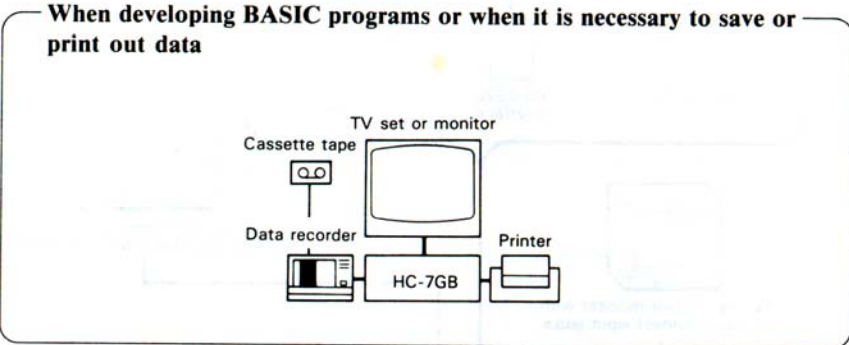 When developing BASIC programs or when it is necessary to save or
print out data
TV set or monitor
Cassette tape
Data recorder
Printer
HC-7GB